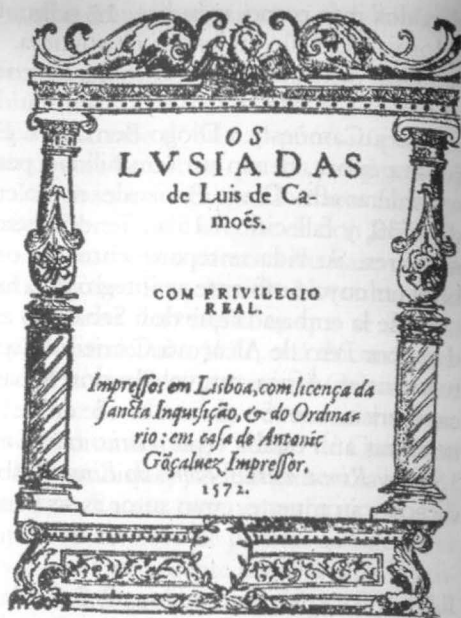 OS
LVSIADAS
de Luis de Ca-
mões.
COM PRIVILEGIO
REAL.
Impressos em Lisboa, com licença da
sancta Inquisição, & do Ordina-
rio: em casa de Antonio
Gõçaluez Impressor.
1572.